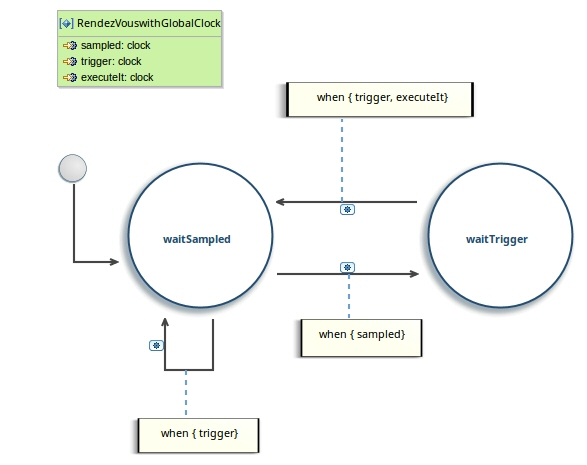 RendezVouswithGlobalClock
sampled: clock
trigger: clock
executeIt: clock
when { trigger, executeIt}
waitSampled
waitTrigger
when { sampled}
when { trigger}